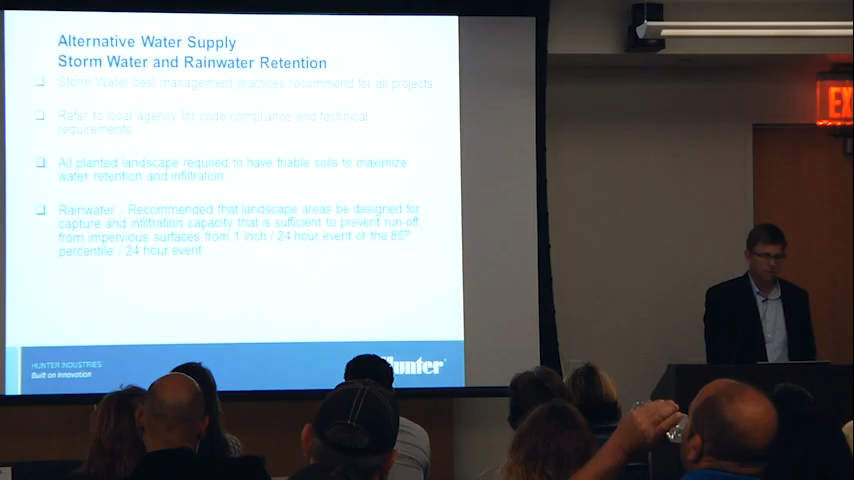 Alternative Water Supply
Storm Water and Rainwater Retention
Storm Water best management practices recommend for all projects
Refer to local agency for code compliance and technical
requirements
All planted landscape required to have friable soils to maximize
water retention and infiltration
Rainwater - Recommended that landscape areas be designed for
capture and infiltration capacity that is sufficient to prevent run-off
from impervious surfaces from 1 inch / 24 hour event or the 85th
percentile / 24 hour event
HUNTER INDUSTRIES
Built on Innovation
Hunter
EX